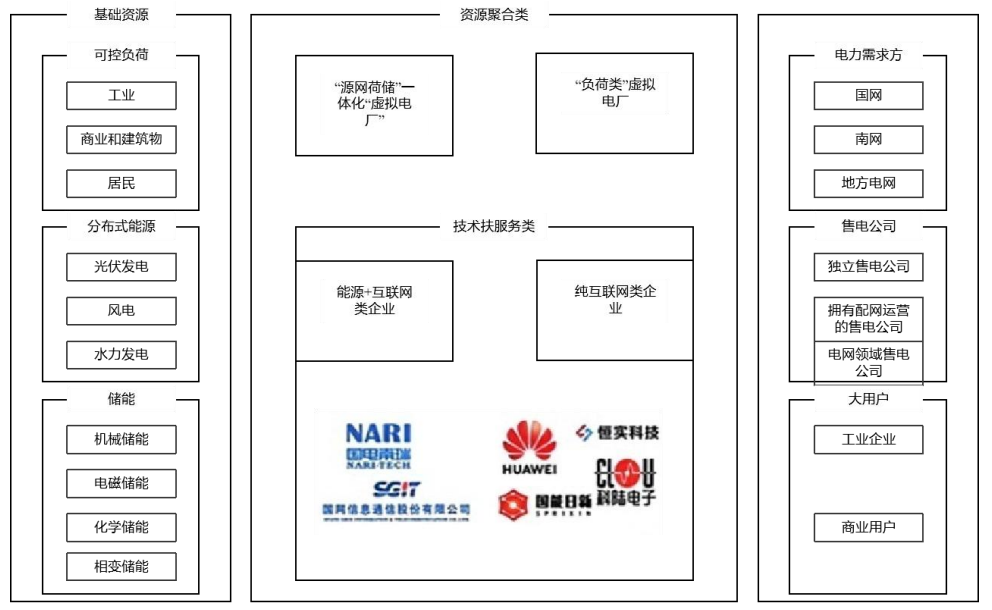 基础资源
可控负荷
工业
商业和建筑物
居民
分布式能源
光伏发电
风电
水力发电
储能
机械储能
电磁储能
化学储能
相变储能
资源聚合类
“源网荷储”一
体化“虚拟电
厂”
“负荷类”虚拟
电厂
技术扶服务类
能源+互联网
类企业
纯互联网类企
业
NARI
国电南瑞
NARI-TECH
SGIT
国网信息通信股份有限公司
HUAWEI
恒实科技
CLOU
科陆电子
国能日新
SPRIXIN
电力需求方
国网
南网
地方电网
售电公司
独立售电公司
拥有配网运营
的售电公司
电网领域售电
公司
大用户
工业企业
商业用户